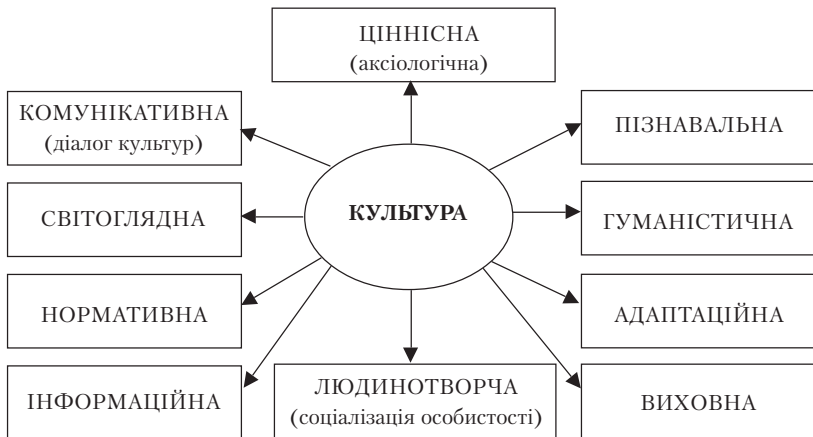 ЦІННІСНА
(аксіологічна)
КОМУНІКАТИВНА
(діалог культур)
ПІЗНАВАЛЬНА
СВІТОГЛЯДНА
КУЛЬТУРА
ГУМАНІСТИЧНА
НОРМАТИВНА
АДАПТАЦІЙНА
ІНФОРМАЦІЙНА
ЛЮДИНОТВОРЧА
(соціалізація особистості)
ВИХОВНА